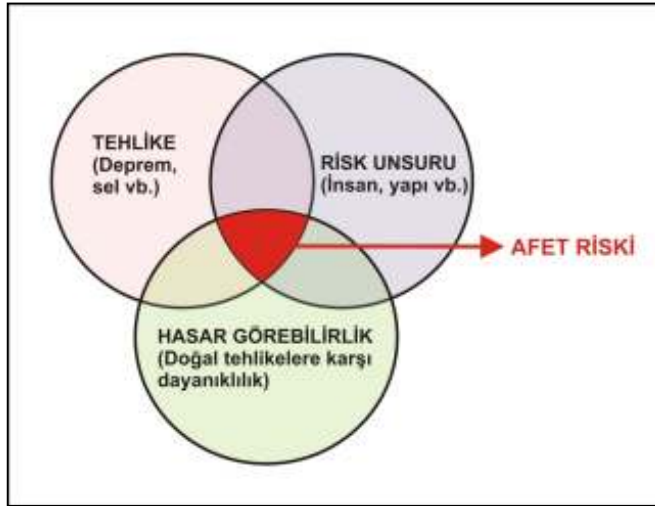 TEHLİKE
(Deprem,
sel vb.)
RİSK UNSURU
(İnsan, yapı vb.)
AFET RİSKİ
HASAR GÖREBİLİRLİK
(Doğal tehlikelere karşı
dayanıklılık)